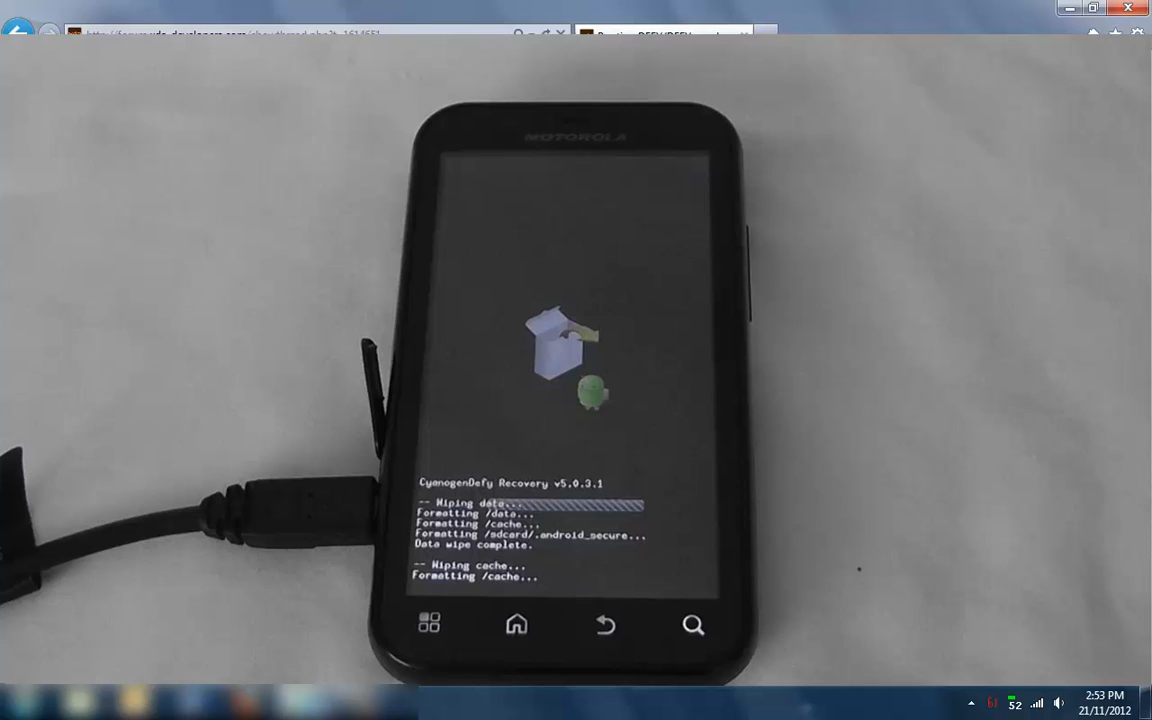 MOTOROLA
CyanogenDefy Recovery v5.0.3.1
-- Wiping data...
Formatting /data...
Formatting /cache...
Formatting /sdcard/.android_secure...
Data wipe complete.
-- Wiping cache...
Formatting /cache...
52
2:53 PM
21/11/2012